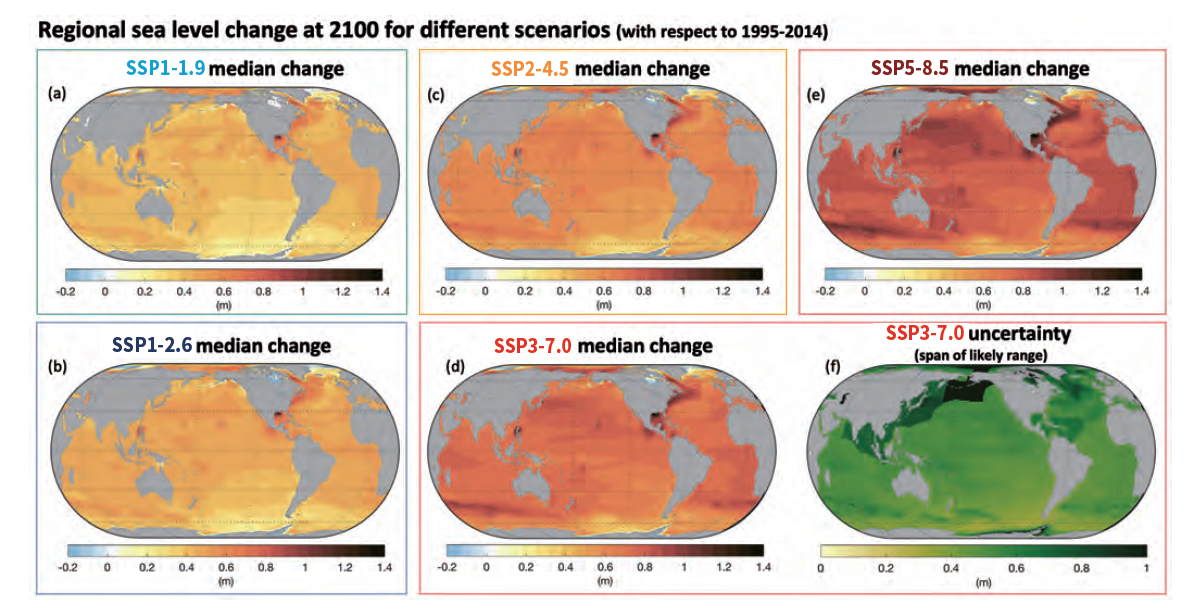 Regional sea level change at 2100 for different scenarios (with respect to 1995-2014)
SSP1-1.9 median change
(a)
-0.2 0 0.2 0.4 0.6 0.8 1 1.2 1.4
(m)
SSP2-4.5 median change
(c)
-0.2 0 0.2 0.4 0.6 0.8 1 1.2 1.4
(m)
SSP5-8.5 median change
(e)
-0.2 0 0.2 0.4 0.6 0.8 1 1.2 1.4
(m)
SSP1-2.6 median change
(b)
-0.2 0 0.2 0.4 0.6 0.8 1 1.2 1.4
(m)
SSP3-7.0 median change
(d)
-0.2 0 0.2 0.4 0.6 0.8 1 1.2 1.4
(m)
SSP3-7.0 uncertainty
(span of likely range)
(f)
0 0.2 0.4 0.6 0.8 1
(m)